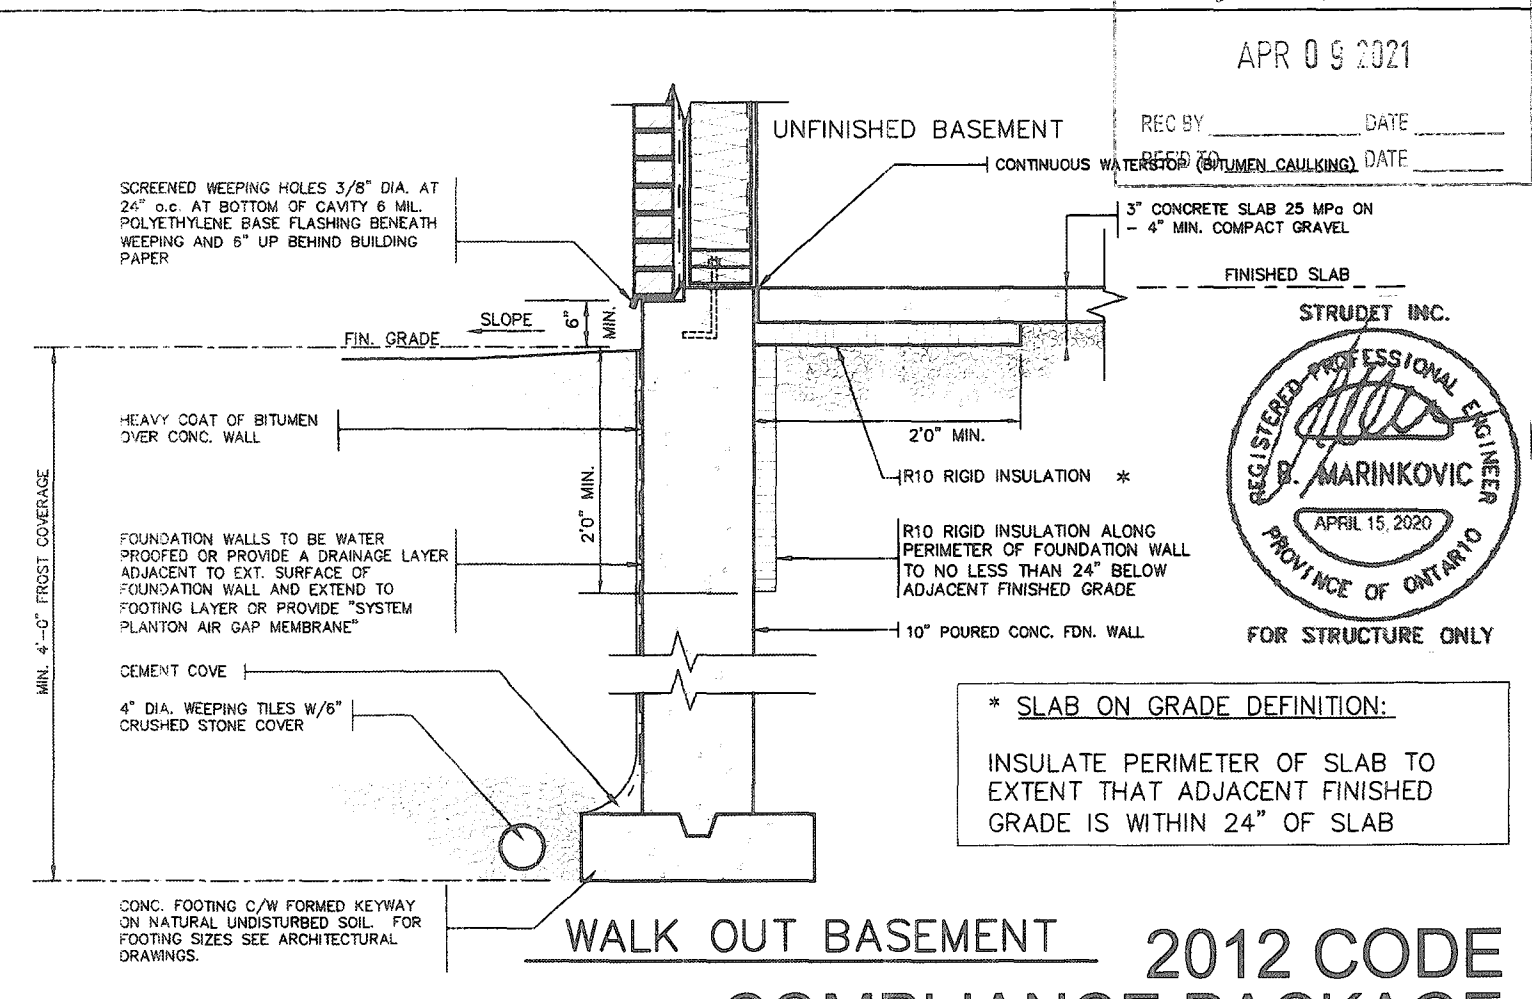 APR 09 2021
REC BY DATE
REF'D TO DATE
UNFINISHED BASEMENT
CONTINUOUS WATERSTOP (BITUMEN CAULKING)
SCREENED WEEPING HOLES 3/8" DIA. AT
24" o.c. AT BOTTOM OF CAVITY 6 MIL.
POLYETHYLENE BASE FLASHING BENEATH
WEEPING AND 6" UP BEHIND BUILDING
PAPER
3" CONCRETE SLAB 25 MPa ON
- 4" MIN. COMPACT GRAVEL
FINISHED SLAB
SLOPE
6"
MIN.
FIN. GRADE
STRUDET INC.
REGISTERED PROFESSIONAL ENGINEER
B. MARINKOVIC
APRIL 15, 2020
PROVINCE OF ONTARIO
FOR STRUCTURE ONLY
HEAVY COAT OF BITUMEN
OVER CONC. WALL
2'0" MIN.
2'0" MIN.
R10 RIGID INSULATION *
MIN. 4'-0" FROST COVERAGE
FOUNDATION WALLS TO BE WATER
PROOFED OR PROVIDE A DRAINAGE LAYER
ADJACENT TO EXT. SURFACE OF
FOUNDATION WALL AND EXTEND TO
FOOTING LAYER OR PROVIDE "SYSTEM
PLANTON AIR GAP MEMBRANE"
R10 RIGID INSULATION ALONG
PERIMETER OF FOUNDATION WALL
TO NO LESS THAN 24" BELOW
ADJACENT FINISHED GRADE
10" POURED CONC. FDN. WALL
CEMENT COVE
4" DIA. WEEPING TILES W/6"
CRUSHED STONE COVER
* SLAB ON GRADE DEFINITION:
INSULATE PERIMETER OF SLAB TO
EXTENT THAT ADJACENT FINISHED
GRADE IS WITHIN 24" OF SLAB
CONC. FOOTING C/W FORMED KEYWAY
ON NATURAL UNDISTURBED SOIL. FOR
FOOTING SIZES SEE ARCHITECTURAL
DRAWINGS.
WALK OUT BASEMENT
2012 CODE
COMPLIANCE PACKAGE